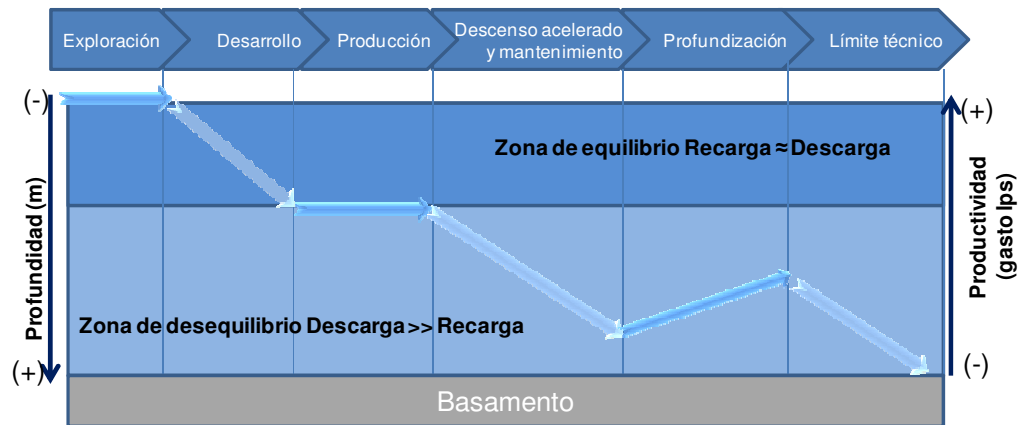 Exploración
Desarrollo
Producción
Descenso acelerado
y mantenimiento
Profundización
Límite técnico
(-)
(+)
Zona de equilibrio Recarga ≈ Descarga
Profundidad (m)
Productividad
(gasto lps)
Zona de desequilibrio Descarga >> Recarga
(+)
(-)
Basamento